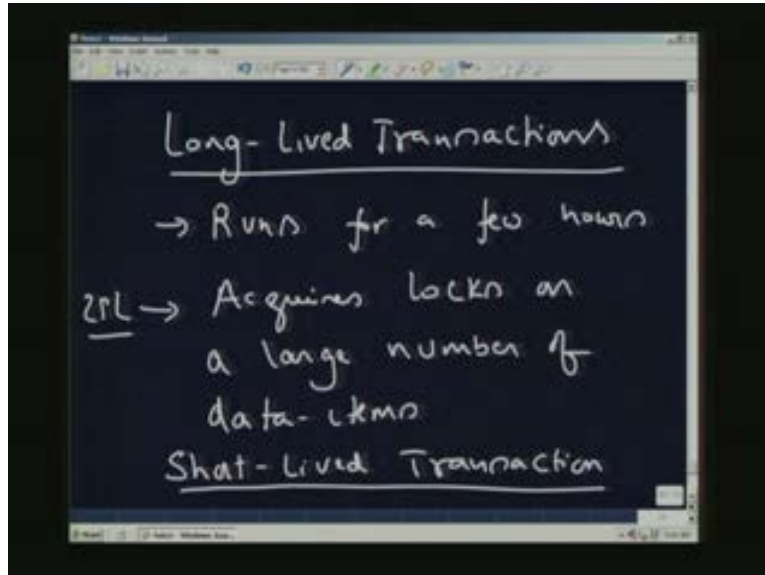 Long-Lived Transactions
→ Runs for a few hours
2PL → Acquires locks on
a large number of
data-items
Short-Lived Transaction